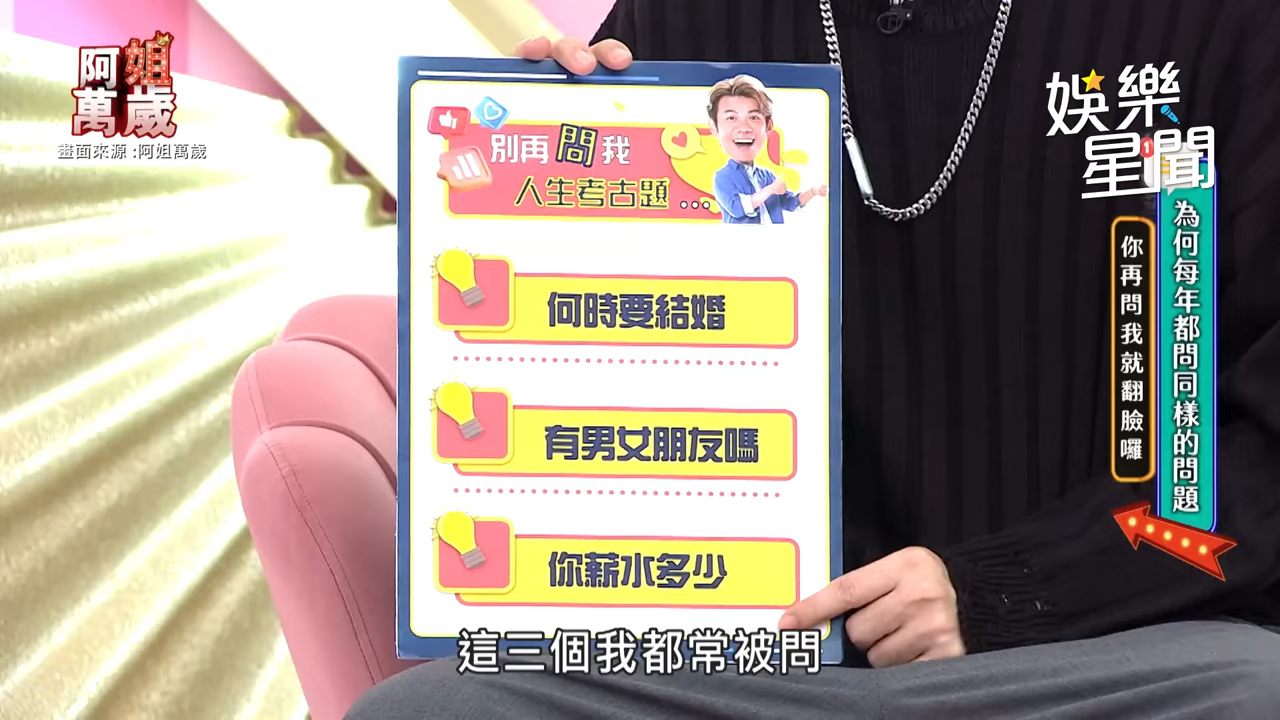 阿姐
萬歲
畫面來源:阿姐萬歲
娛樂
星聞
別再問我
人生考古題...
何時要結婚
有男女朋友嗎
你薪水多少
為何每年都問同樣的問題
你再問我就翻臉囉
這三個我都常被問